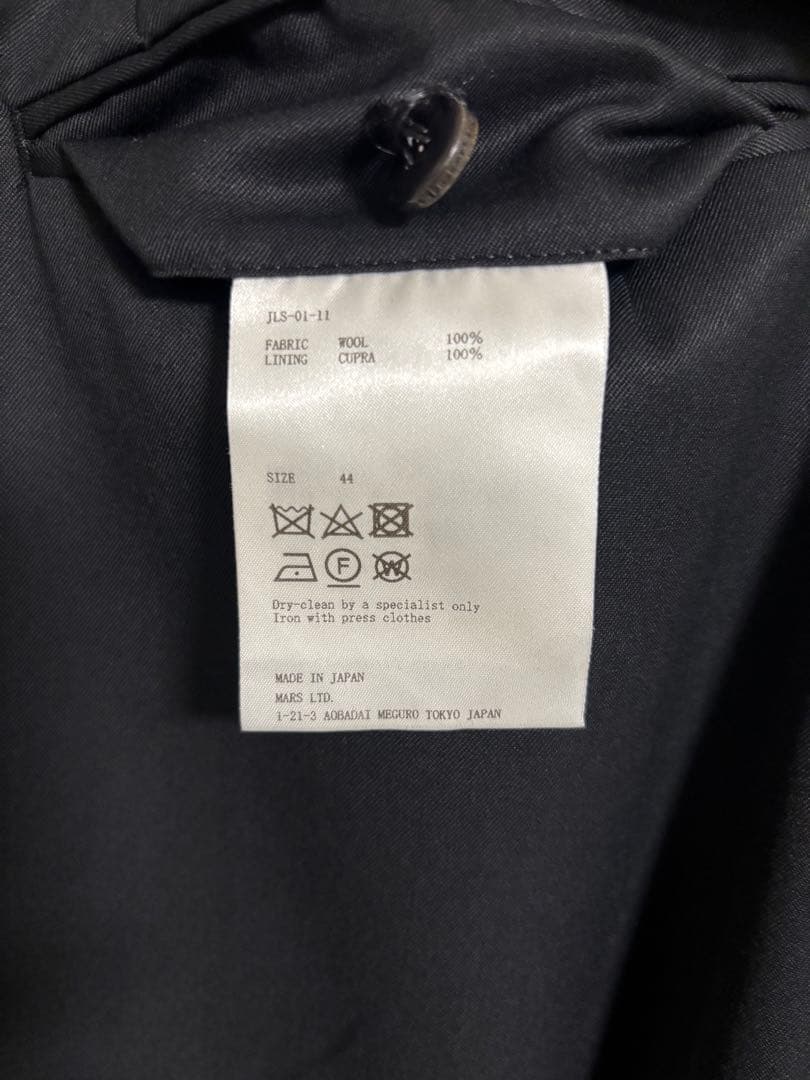 JLS-01-11
FABRIC WOOL 100%
LINING CUPRA 100%
SIZE 44
F
W
Dry-clean by a specialist only
Iron with press clothes
MADE IN JAPAN
MARS LTD.
1-21-3 AOBADAI MEGURO TOKYO JAPAN